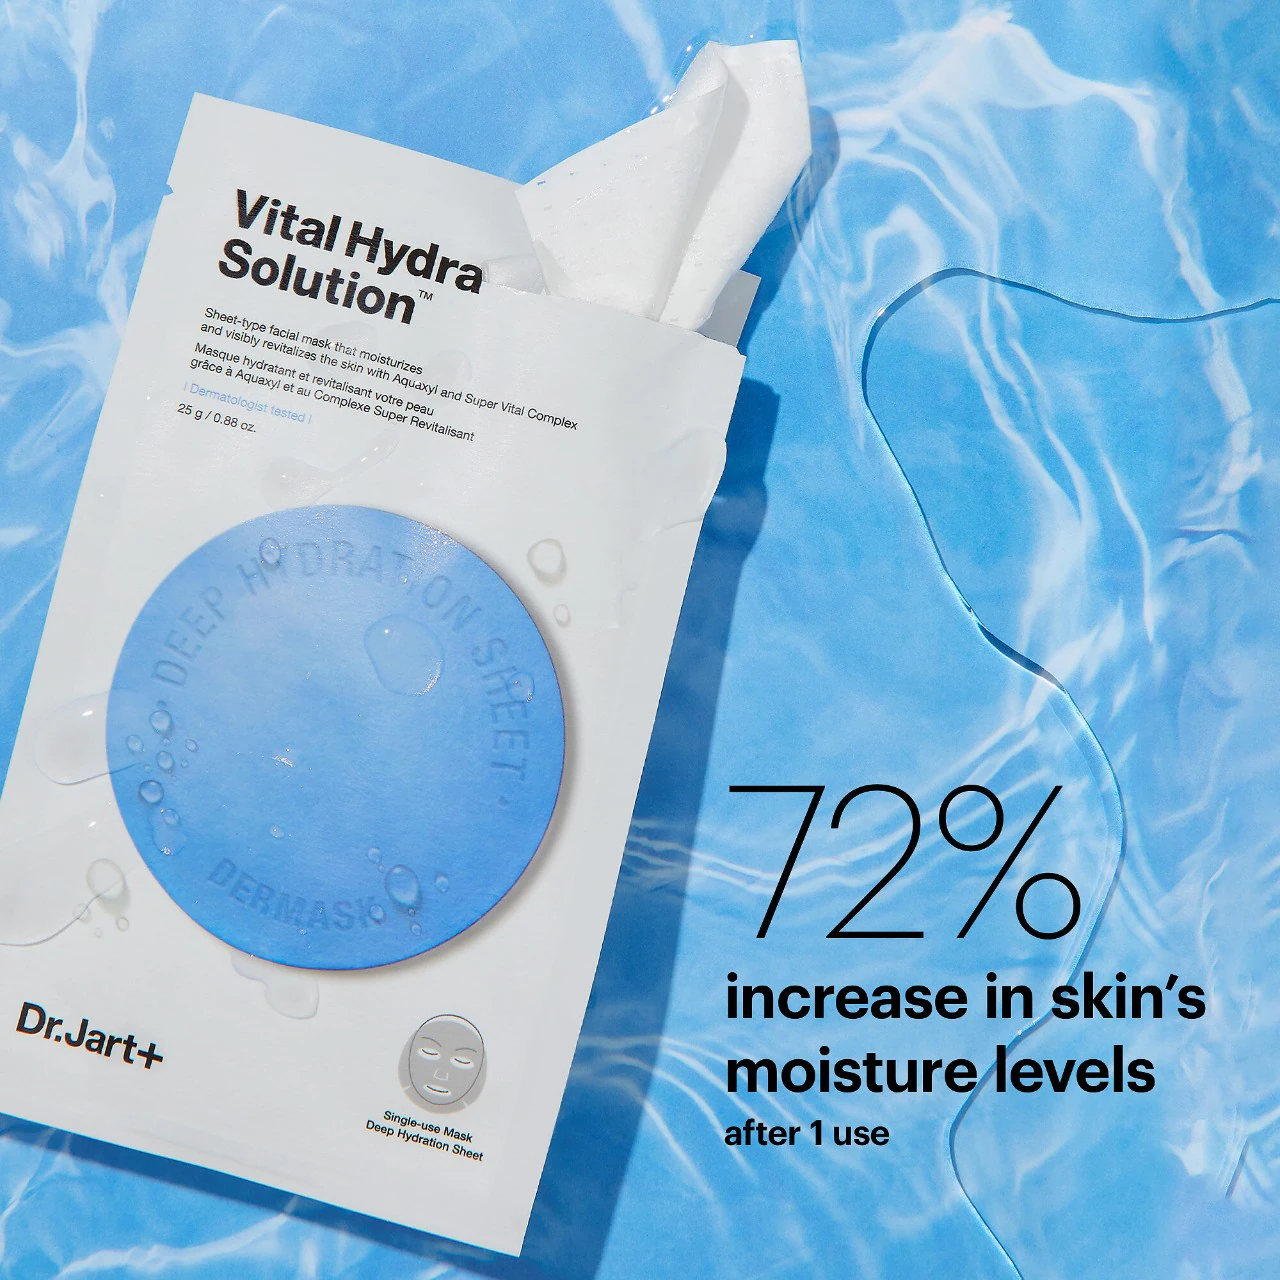 Vital Hydra
Solution™
Sheet-type facial mask that moisturizes
and visibly revitalizes the skin with Aquaxyl and Super Vital Complex
Masque hydratant et revitalisant votre peau
grâce à Aquaxyl et au Complexe Super Revitalisant
| Dermatologist tested |
25 g / 0.88 oz.
· DEEP HYDRATION SHEET ·
DERMASK
Dr.Jart+
Single-use Mask
Deep Hydration Sheet
72%
increase in skin’s
moisture levels
after 1 use